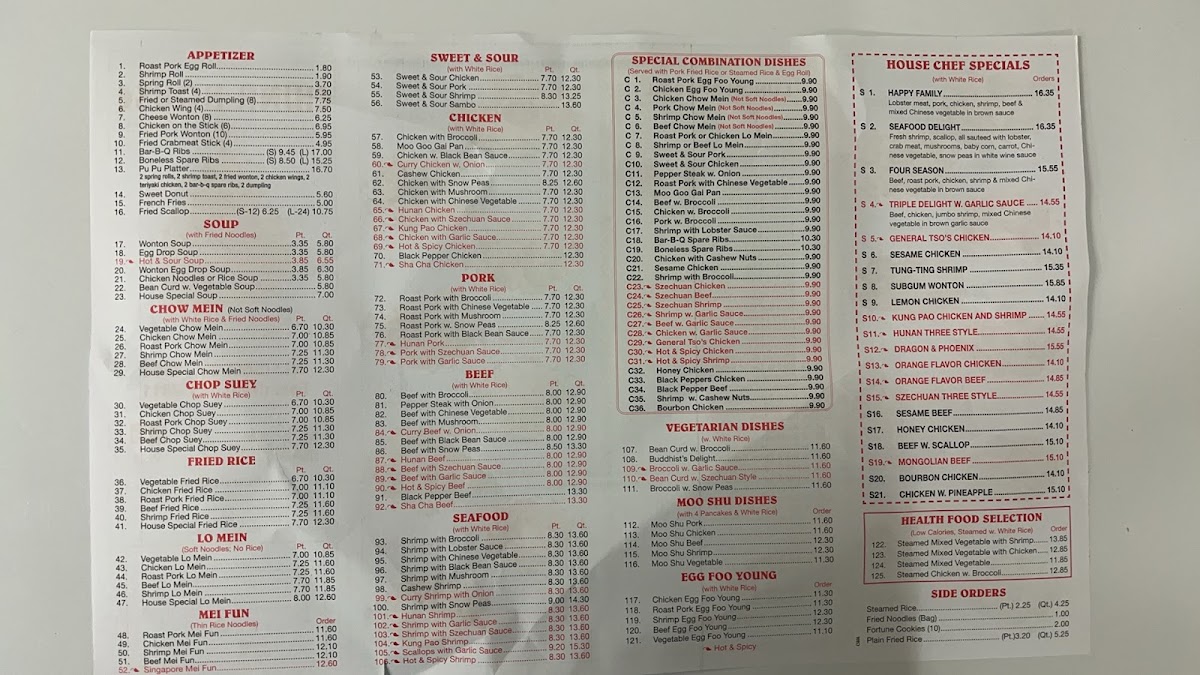 APPETIZER
1. Roast Pork Egg Roll 1.80
2. Shrimp Roll 1.90
3. Spring Roll (2) 3.70
4. Shrimp Toast (4) 5.20
5. Fried or Steamed Dumpling (8) 7.75
6. Chicken Wing (4) 7.50
7. Cheese Wonton (8) 6.25
8. Chicken on the Stick (6) 6.95
9. Fried Pork Wonton (10) 5.95
10. Fried Crabmeat Stick (4) 4.95
11. Bar-B-Q Ribs (S) 9.45 (L) 17.00
12. Boneless Spare Ribs (S) 8.50 (L) 15.25
13. Pu Pu Platter 16.70
2 spring rolls, 2 shrimp toast, 2 fried wonton, 2 chicken wings, 2
teriyaki chicken, 2 bar-b-q spare ribs, 2 dumpling
14. Sweet Donut 5.60
15. French Fries 5.00
16. Fried Scallop (S-12) 6.25 (L-24) 10.75
SOUP
(with Fried Noodles) Pt. Qt.
17. Wonton Soup 3.35 5.80
18. Egg Drop Soup 3.35 5.80
19. Hot & Sour Soup 3.85 6.55
20. Wonton Egg Drop Soup 3.85 6.30
21. Chicken Noodles or Rice Soup 3.35 5.80
22. Bean Curd w. Vegetable Soup 5.80
23. House Special Soup 7.00
CHOW MEIN (Not Soft Noodles)
(with White Rice & Fried Noodles) Pt. Qt.
24. Vegetable Chow Mein 6.70 10.30
25. Chicken Chow Mein 7.00 10.85
26. Roast Pork Chow Mein 7.00 10.85
27. Shrimp Chow Mein 7.25 11.30
28. Beef Chow Mein 7.25 11.30
29. House Special Chow Mein 7.70 12.30
CHOP SUEY
(with White Rice) Pt. Qt.
30. Vegetable Chop Suey 6.70 10.30
31. Chicken Chop Suey 7.00 10.85
32. Roast Pork Chop Suey 7.00 10.85
33. Shrimp Chop Suey 7.25 11.30
34. Beef Chop Suey 7.25 11.30
35. House Special Chop Suey 7.70 12.30
FRIED RICE
Pt. Qt.
36. Vegetable Fried Rice 6.70 10.30
37. Chicken Fried Rice 7.00 11.10
38. Roast Pork Fried Rice 7.00 11.10
39. Beef Fried Rice 7.25 11.60
40. Shrimp Fried Rice 7.25 11.60
41. House Special Fried Rice 7.70 12.30
LO MEIN
(Soft Noodles: No Rice) Pt. Qt.
42. Vegetable Lo Mein 7.00 10.85
43. Chicken Lo Mein 7.25 11.60
44. Roast Pork Lo Mein 7.25 11.60
45. Beef Lo Mein 7.70 11.85
46. Shrimp Lo Mein 7.70 11.85
47. House Special Lo Mein 8.00 12.60
MEI FUN
(Thin Rice Noodles) Order
48. Roast Pork Mei Fun 11.60
49. Chicken Mei Fun 11.60
50. Shrimp Mei Fun 12.10
51. Beef Mei Fun 12.10
52. Singapore Mei Fun 12.60
SWEET & SOUR
(with White Rice) Pt. Qt.
53. Sweet & Sour Chicken 7.70 12.30
54. Sweet & Sour Pork 7.70 12.30
55. Sweet & Sour Shrimp 8.30 13.25
56. Sweet & Sour Sambo 13.60
CHICKEN
(with White Rice) Pt. Qt.
57. Chicken with Broccoli 7.70 12.30
58. Moo Goo Gai Pan 7.70 12.30
59. Chicken w. Black Bean Sauce 7.70 12.30
60. Curry Chicken w. Onion 7.70 12.30
61. Cashew Chicken 7.70 12.30
62. Chicken with Snow Peas 8.25 12.60
63. Chicken with Mushroom 7.70 12.30
64. Chicken with Chinese Vegetable 7.70 12.30
65. Hunan Chicken 7.70 12.30
66. Chicken with Szechuan Sauce 7.70 12.30
67. Kung Pao Chicken 7.70 12.30
68. Chicken with Garlic Sauce 7.70 12.30
69. Hot & Spicy Chicken 7.70 12.30
70. Black Pepper Chicken 12.30
71. Sha Cha Chicken 12.30
PORK
(with White Rice) Pt. Qt.
72. Roast Pork with Broccoli 7.70 12.30
73. Roast Pork with Chinese Vegetable 7.70 12.30
74. Roast Pork with Mushroom 7.70 12.30
75. Roast Pork w. Snow Peas 8.25 12.60
76. Roast Pork with Black Bean Sauce 7.70 12.30
77. Hunan Pork 7.70 12.30
78. Pork with Szechuan Sauce 7.70 12.30
79. Pork with Garlic Sauce 7.70 12.30
BEEF
(with White Rice) Pt. Qt.
80. Beef with Broccoli 8.00 12.90
81. Pepper Steak with Onion 8.00 12.90
82. Beef with Chinese Vegetable 8.00 12.90
83. Beef with Mushroom 8.00 12.90
84. Curry Beef w. Onion 8.00 12.90
85. Beef with Black Bean Sauce 8.00 12.90
86. Beef with Snow Peas 8.50 13.30
87. Hunan Beef 8.00 12.90
88. Beef with Szechuan Sauce 8.00 12.90
89. Beef with Garlic Sauce 8.00 12.90
90. Hot & Spicy Beef 8.00 12.90
91. Black Pepper Beef 13.30
92. Sha Cha Beef 13.30
SEAFOOD
(with White Rice) Pt. Qt.
93. Shrimp with Broccoli 8.30 13.60
94. Shrimp with Lobster Sauce 8.30 13.60
95. Shrimp with Chinese Vegetable 8.30 13.60
96. Shrimp with Black Bean Sauce 8.30 13.60
97. Shrimp with Mushroom 8.30 13.60
98. Cashew Shrimp 8.30 13.60
99. Curry Shrimp with Onion 8.30 13.60
100. Shrimp with Snow Peas 9.00 14.30
101. Hunan Shrimp 8.30 13.60
102. Shrimp with Garlic Sauce 8.30 13.60
103. Shrimp with Szechuan Sauce 8.30 13.60
104. Kung Pao Shrimp 8.30 13.60
105. Scallops with Garlic Sauce 9.20 15.30
106. Hot & Spicy Shrimp 8.30 13.60
SPECIAL COMBINATION DISHES
(Served with Pork Fried Rice or Steamed Rice & Egg Roll)
C 1. Roast Pork Egg Foo Young 9.90
C 2. Chicken Egg Foo Young 9.90
C 3. Chicken Chow Mein (Not Soft Noodles) 9.90
C 4. Pork Chow Mein (Not Soft Noodles) 9.90
C 5. Shrimp Chow Mein (Not Soft Noodles) 9.90
C 6. Beef Chow Mein (Not Soft Noodles) 9.90
C 7. Roast Pork or Chicken Lo Mein 9.90
C 8. Shrimp or Beef Lo Mein 9.90
C 9. Sweet & Sour Pork 9.90
C10. Sweet & Sour Chicken 9.90
C11. Pepper Steak w. Onion 9.90
C12. Roast Pork with Chinese Vegetable 9.90
C13. Moo Goo Gai Pan 9.90
C14. Beef w. Broccoli 9.90
C15. Chicken w. Broccoli 9.90
C16. Pork w. Broccoli 9.90
C17. Shrimp with Lobster Sauce 9.90
C18. Bar-B-Q Spare Ribs 10.30
C19. Boneless Spare Ribs 10.30
C20. Chicken with Cashew Nuts 9.90
C21. Sesame Chicken 9.90
C22. Shrimp with Broccoli 9.90
C23. Szechuan Chicken 9.90
C24. Szechuan Beef 9.90
C25. Szechuan Shrimp 9.90
C26. Shrimp w. Garlic Sauce 9.90
C27. Beef w. Garlic Sauce 9.90
C28. Chicken w. Garlic Sauce 9.90
C29. General Tso's Chicken 9.90
C30. Hot & Spicy Chicken 9.90
C31. Hot & Spicy Shrimp 9.90
C32. Honey Chicken 9.90
C33. Black Peppers Chicken 9.90
C34. Black Pepper Beef 9.90
C35. Shrimp w. Cashew Nuts 9.90
C36. Bourbon Chicken 9.90
VEGETARIAN DISHES
(w. White Rice)
107. Bean Curd w. Broccoli 11.60
108. Buddhist's Delight 11.60
109. Broccoli w. Garlic Sauce 11.60
110. Bean Curd w. Szechuan Style 11.60
111. Broccoli w. Snow Peas 11.60
MOO SHU DISHES
(with 4 Pancakes & White Rice) Order
112. Moo Shu Pork 11.60
113. Moo Shu Chicken 11.60
114. Moo Shu Beef 12.30
115. Moo Shu Shrimp 12.30
116. Moo Shu Vegetable 11.30
EGG FOO YOUNG
(with White Rice) Order
117. Chicken Egg Foo Young 11.30
118. Roast Pork Egg Foo Young 11.30
119. Shrimp Egg Foo Young 12.30
120. Beef Egg Foo Young 12.30
121. Vegetable Egg Foo Young 11.10
Hot & Spicy
HOUSE CHEF SPECIALS
(with White Rice) Orders
S 1. HAPPY FAMILY 16.35
Lobster meat, pork, chicken, shrimp, beef &
mixed Chinese vegetable in brown sauce
S 2. SEAFOOD DELIGHT 16.35
Fresh shrimp, scallop, all sauteed with lobster,
crab meat, mushrooms, baby corn, carrot, Chi-
nese vegetable, snow peas in white wine sauce
S 3. FOUR SEASON 15.55
Beef, roast pork, chicken, shrimp & mixed Chi-
nese vegetable in brown sauce
S 4. TRIPLE DELIGHT W. GARLIC SAUCE 14.55
Beef, chicken, jumbo shrimp, mixed Chinese
vegetable in brown garlic sauce
S 5. GENERAL TSO'S CHICKEN 14.10
S 6. SESAME CHICKEN 14.10
S 7. TUNG-TING SHRIMP 15.35
S 8. SUBGUM WONTON 15.85
S 9. LEMON CHICKEN 14.10
S10. KUNG PAO CHICKEN AND SHRIMP 14.55
S11. HUNAN THREE STYLE 14.55
S12. DRAGON & PHOENIX 15.55
S13. ORANGE FLAVOR CHICKEN 14.10
S14. ORANGE FLAVOR BEEF 14.85
S15. SZECHUAN THREE STYLE 14.55
S16. SESAME BEEF 14.85
S17. HONEY CHICKEN 14.10
S18. BEEF W. SCALLOP 15.10
S19. MONGOLIAN BEEF 15.10
S20. BOURBON CHICKEN 14.10
S21. CHICKEN W. PINEAPPLE 15.10
HEALTH FOOD SELECTION
(Low Calories, Steamed w. White Rice) Order
122. Steamed Mixed Vegetable with Shrimp 13.85
123. Steamed Mixed Vegetable with Chicken 12.85
124. Steamed Mixed Vegetable 11.85
125. Steamed Chicken w. Broccoli 12.85
SIDE ORDERS
Steamed Rice (Pt.) 2.25 (Qt.) 4.25
Fried Noodles (Bag) 1.00
Fortune Cookies (10) 2.00
Plain Fried Rice (Pt.)3.20 (Qt.) 5.25